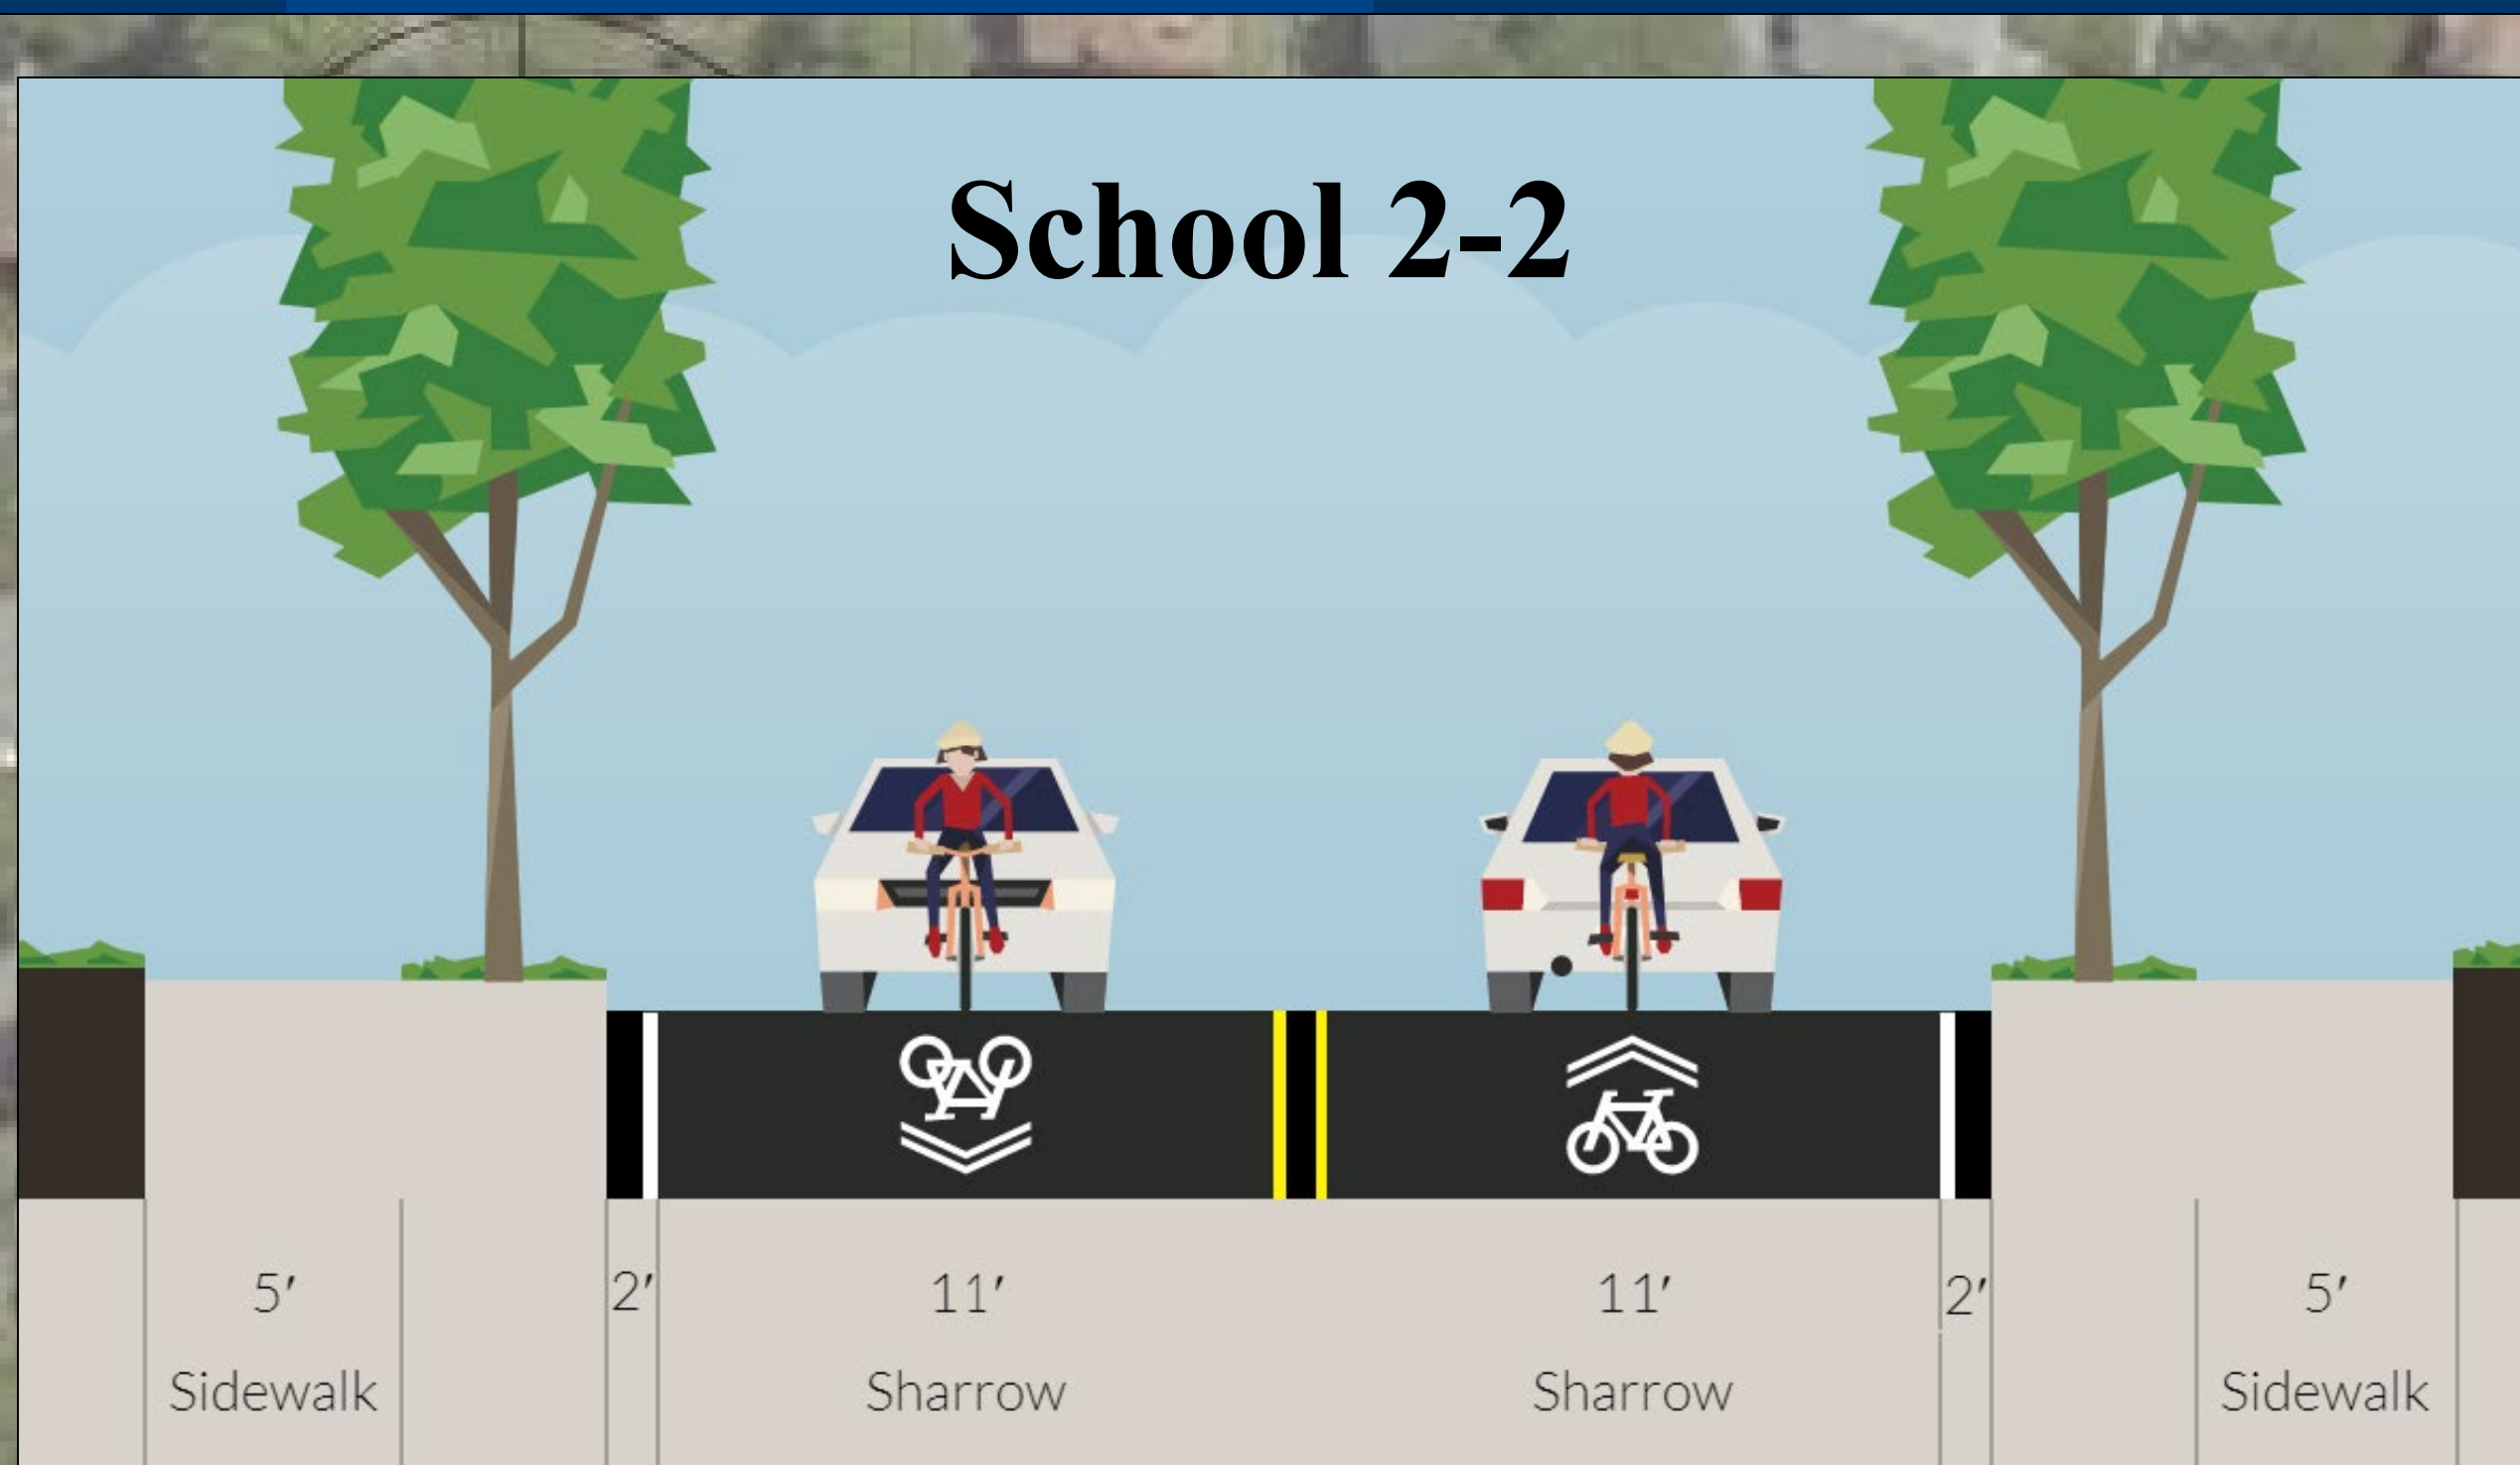 School 2-2
5' 2' 11' 11' 2' 5'
Sidewalk Sharrow Sharrow Sidewalk